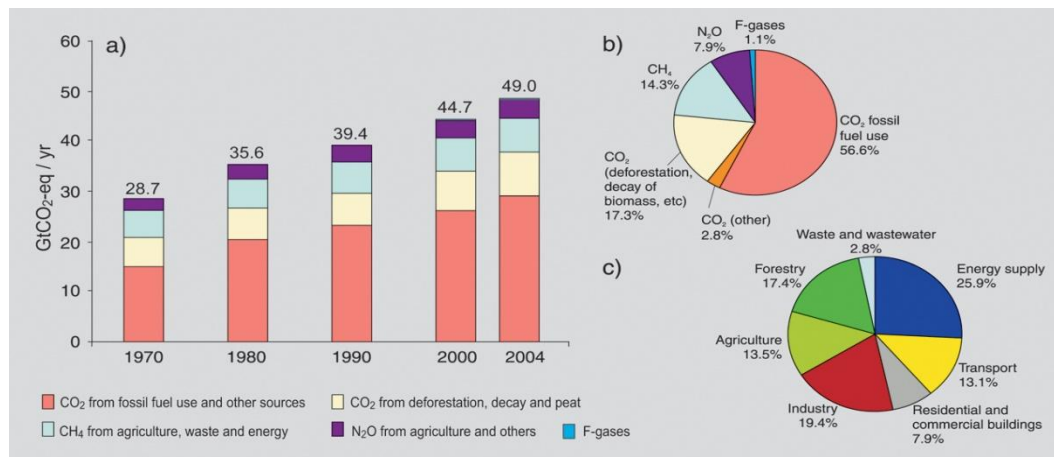 a)
60
50
40
30
20
10
0
GtCO₂-eq / yr
28.7
35.6
39.4
44.7
49.0
1970
1980
1990
2000
2004
CO₂ from fossil fuel use and other sources
CO₂ from deforestation, decay and peat
CH₄ from agriculture, waste and energy
N₂O from agriculture and others
F-gases
b)
F-gases
1.1%
N₂O
7.9%
CH₄
14.3%
CO₂ fossil
fuel use
56.6%
CO₂
(deforestation,
decay of
biomass, etc)
17.3%
CO₂ (other)
2.8%
c)
Waste and wastewater
2.8%
Forestry
17.4%
Energy supply
25.9%
Agriculture
13.5%
Transport
13.1%
Industry
19.4%
Residential and
commercial buildings
7.9%